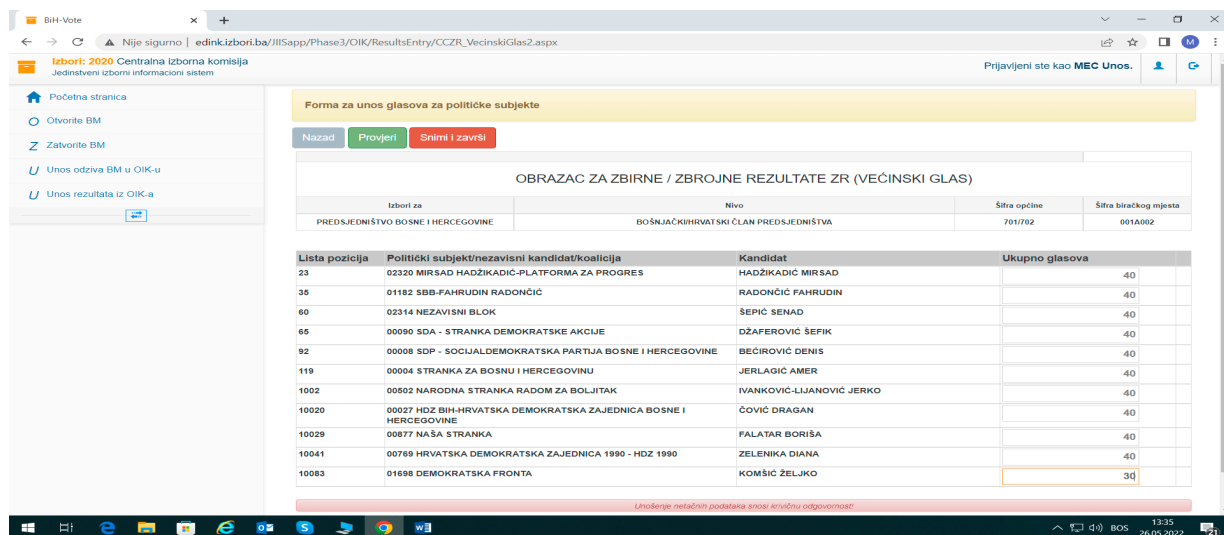 BiH-Vote
Nije sigurno | edink.izbori.ba/JIISapp/Phase3/OIK/ResultsEntry/CCZR_VecinskiGlas2.aspx
M
Izbori: 2020 Centralna izborna komisija
Jedinstveni izborni informacioni sistem
Prijavljeni ste kao MEC Unos.
Početna stranica
O Otvorite BM
Z Zatvorite BM
U Unos odziva BM u OIK-u
U Unos rezultata iz OIK-a
Forma za unos glasova za političke subjekte
Nazad Provjeri Snimi i završi
OBRAZAC ZA ZBIRNE / ZBROJNE REZULTATE ZR (VEĆINSKI GLAS)
Izbori za Nivo Šifra općine Šifra biračkog mjesta
PREDSJEDNIŠTVO BOSNE I HERCEGOVINE BOŠNJAČKI/HRVATSKI ČLAN PREDSJEDNIŠTVA 701/702 001A002
Lista pozicija Politički subjekt/nezavisni kandidat/koalicija Kandidat Ukupno glasova
23 02320 MIRSAD HADŽIKADIĆ-PLATFORMA ZA PROGRES HADŽIKADIĆ MIRSAD 40
35 01182 SBB-FAHRUDIN RADONČIĆ RADONČIĆ FAHRUDIN 40
60 02314 NEZAVISNI BLOK ŠEPIĆ SENAD 40
65 00090 SDA - STRANKA DEMOKRATSKE AKCIJE DŽAFEROVIĆ ŠEFIK 40
92 00008 SDP - SOCIJALDEMOKRATSKA PARTIJA BOSNE I HERCEGOVINE BEĆIROVIĆ DENIS 40
119 00004 STRANKA ZA BOSNU I HERCEGOVINU JERLAGIĆ AMER 40
1002 00502 NARODNA STRANKA RADOM ZA BOLJITAK IVANKOVIĆ-LIJANOVIĆ JERKO 40
10020 00027 HDZ BIH-HRVATSKA DEMOKRATSKA ZAJEDNICA BOSNE I ČOVIĆ DRAGAN 40
HERCEGOVINE
10029 00877 NAŠA STRANKA FALATAR BORIŠA 40
10041 00769 HRVATSKA DEMOKRATSKA ZAJEDNICA 1990 - HDZ 1990 ZELENIKA DIANA 40
10083 01698 DEMOKRATSKA FRONTA KOMŠIĆ ŽELJKO 30
Unošenje netačnih podataka snosi krivičnu odgovornost!
BOS 13:35
26.05.2022 21